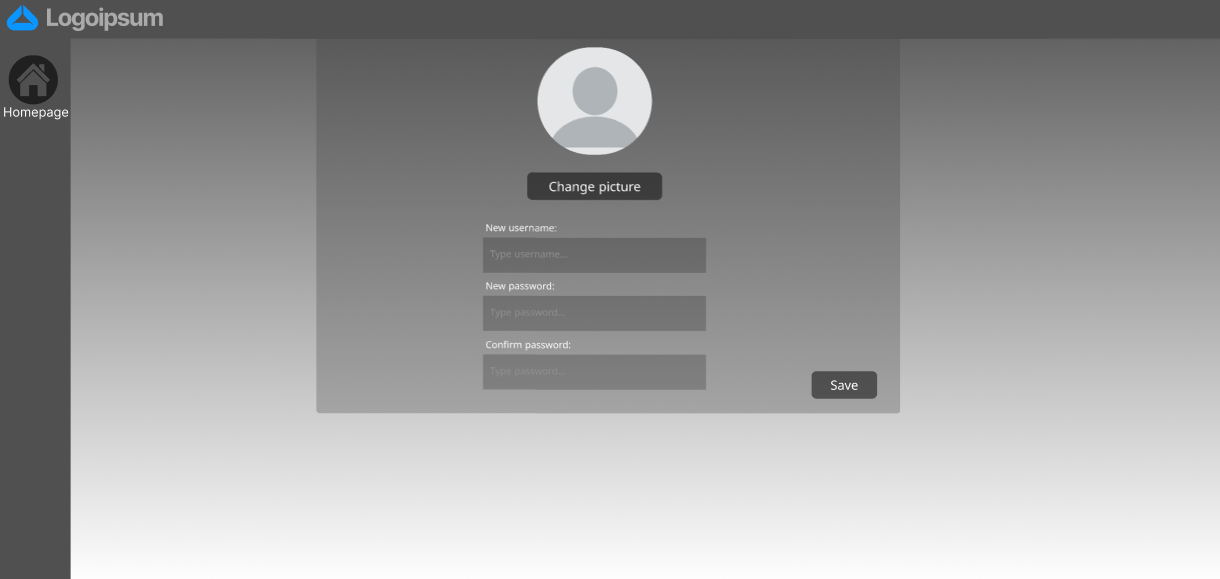 Logoipsum
Homepage
Change picture
New username:
Type username...
New password:
Type password...
Confirm password:
Type password...
Save